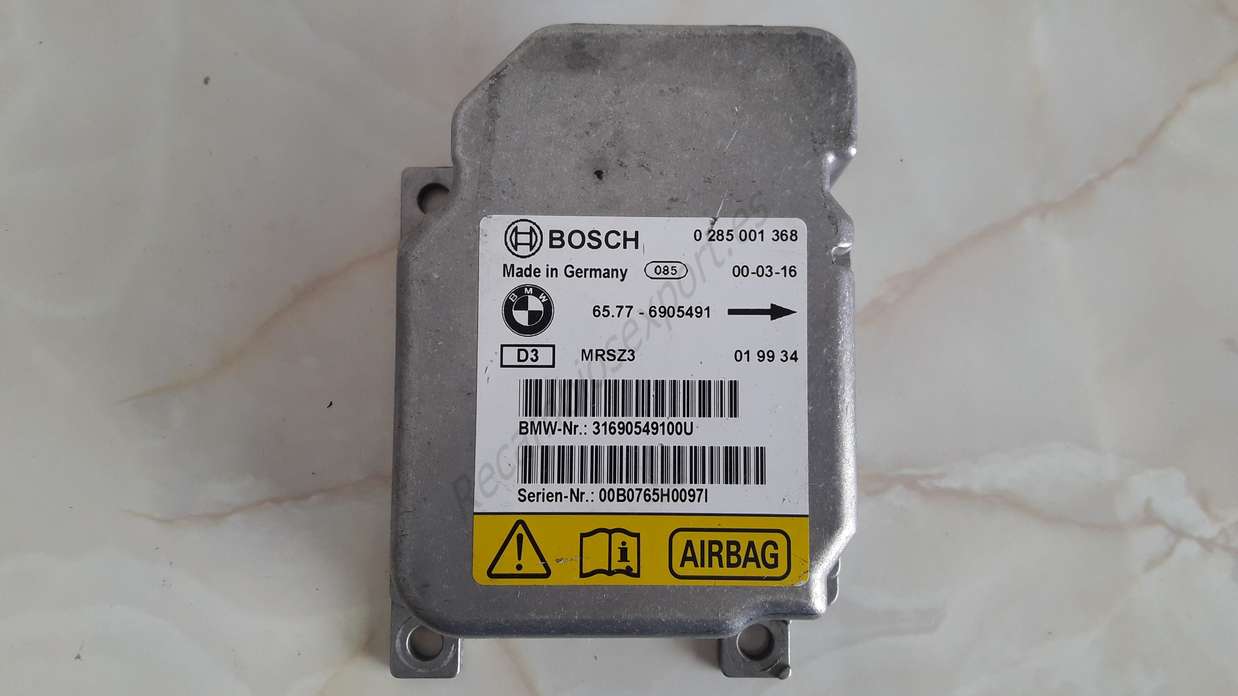 BOSCH 0 285 001 368
Made in Germany 085 00-03-16
BMW 65.77 - 6905491
D3 MRSZ3 01 99 34
BMW-Nr.: 31690549100U
Serien-Nr.: 00B0765H0097I
AIRBAG